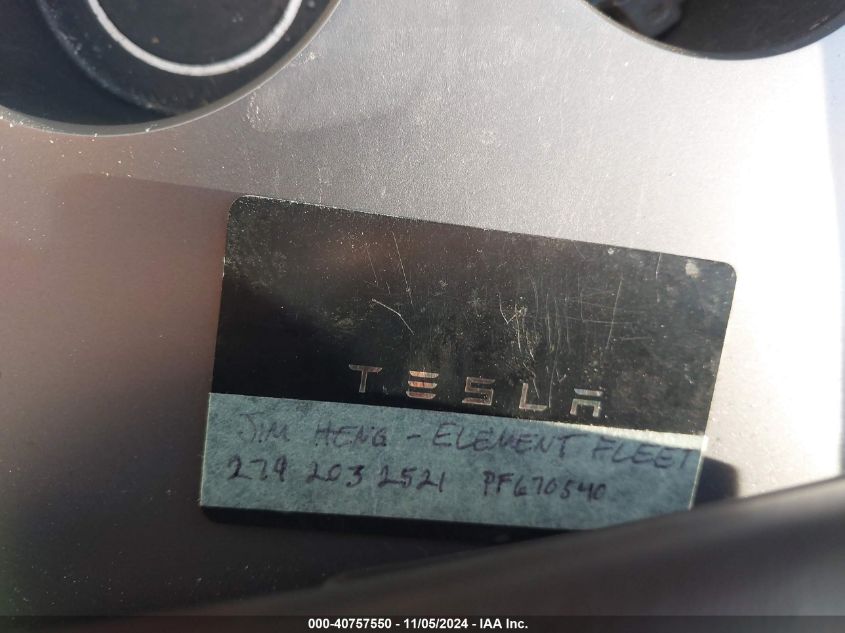 TESLA
JIM HENG - ELEMENT FLEET
279 203 2521 PF670540
000-40757550 - 11/05/2024 - IAA Inc.